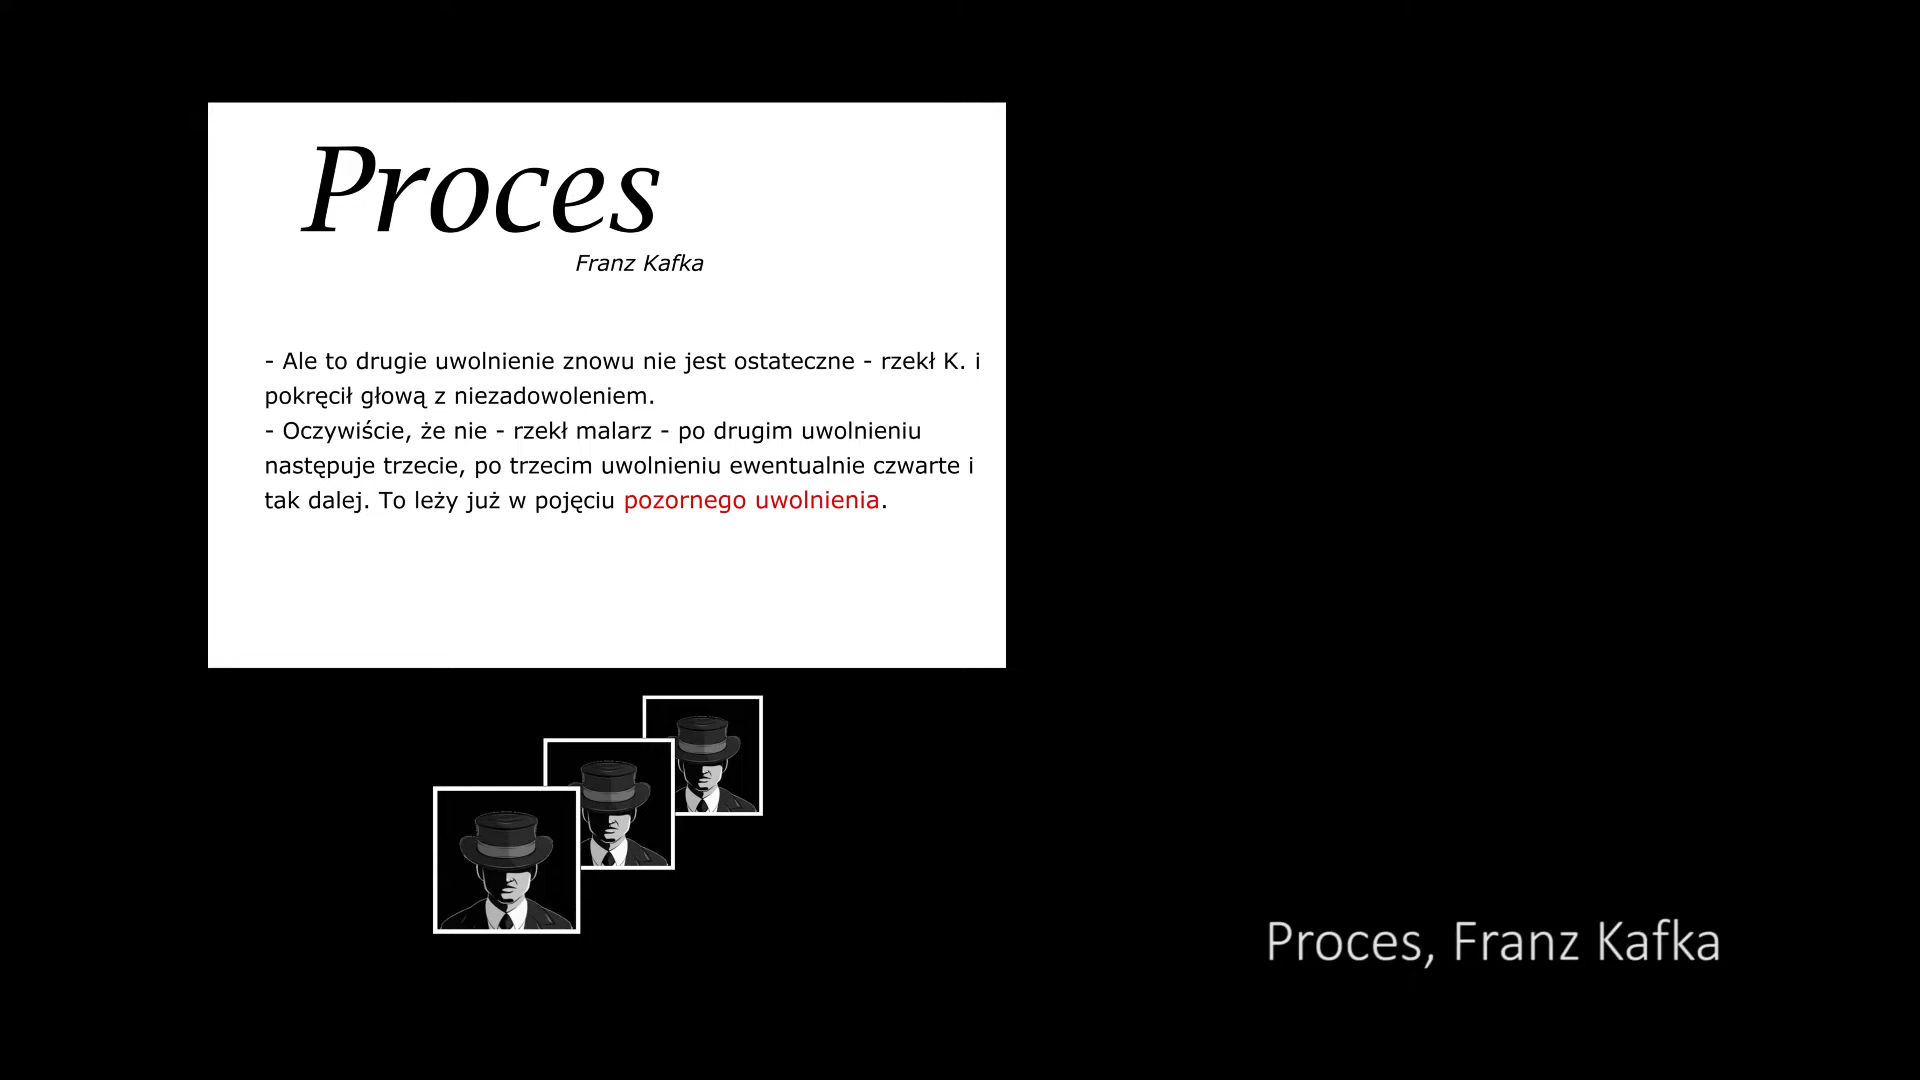 Proces
Franz Kafka
- Ale to drugie uwolnienie znowu nie jest ostateczne - rzekł K. i
pokręcił głową z niezadowoleniem.
- Oczywiście, że nie - rzekł malarz - po drugim uwolnieniu
następuje trzecie, po trzecim uwolnieniu ewentualnie czwarte i
tak dalej. To leży już w pojęciu pozornego uwolnienia.
Proces, Franz Kafka